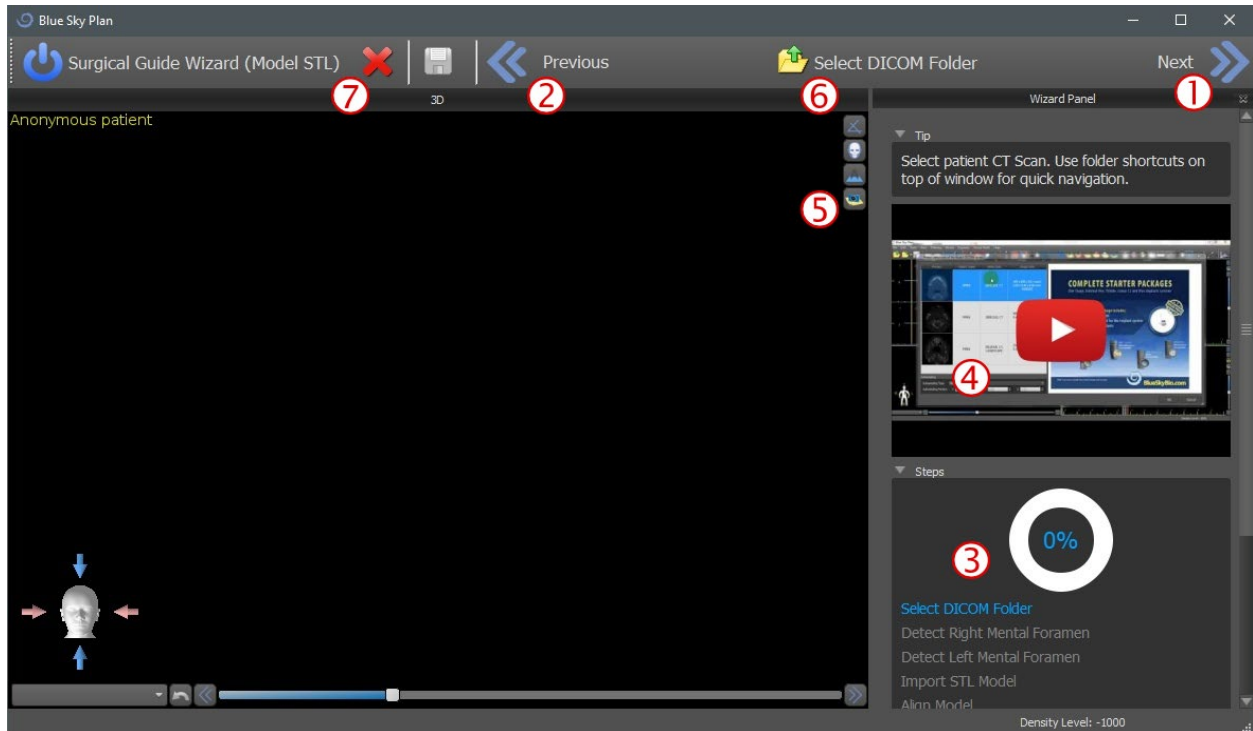 Blue Sky Plan
Surgical Guide Wizard (Model STL)
Previous
Select DICOM Folder
Next
7
2
6
1
3D
Wizard Panel
Anonymous patient
Tip
Select patient CT Scan. Use folder shortcuts on
top of window for quick navigation.
5
COMPLETE STARTER PACKAGES
BlueSkyBio.com
4
Steps
0%
3
Select DICOM Folder
Detect Right Mental Foramen
Detect Left Mental Foramen
Import STL Model
Align Model
Density Level: -1000